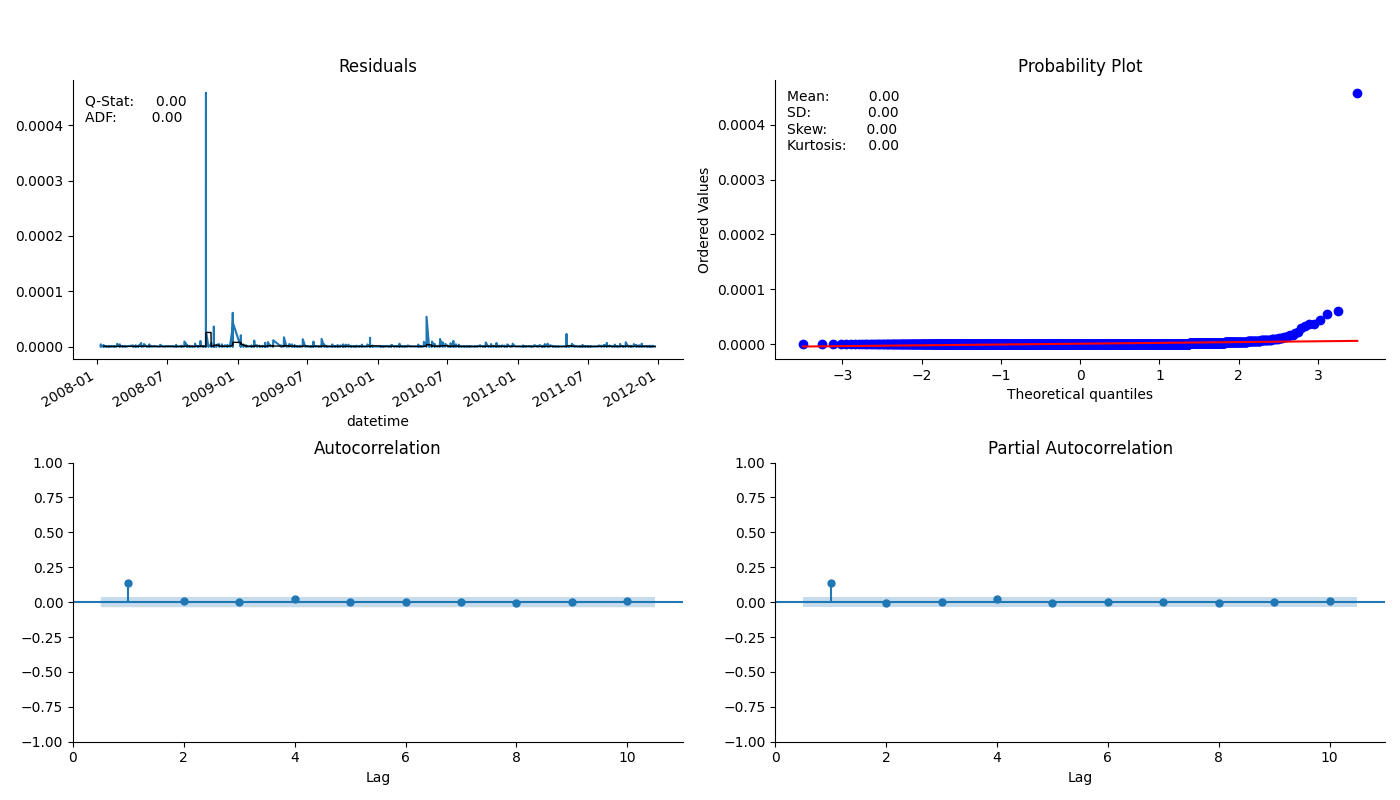 Residuals
Q-Stat: 0.00
ADF: 0.00
0.0004
0.0003
0.0002
0.0001
0.0000
2008-01
2008-07
2009-01
2009-07
2010-01
2010-07
2011-01
2011-07
2012-01
datetime
Probability Plot
Mean: 0.00
SD: 0.00
Skew: 0.00
Kurtosis: 0.00
Ordered Values
0.0004
0.0003
0.0002
0.0001
0.0000
−3 −2 −1 0 1 2 3
Theoretical quantiles
Autocorrelation
1.00
0.75
0.50
0.25
0.00
−0.25
−0.50
−0.75
−1.00
0 2 4 6 8 10
Lag
Partial Autocorrelation
1.00
0.75
0.50
0.25
0.00
−0.25
−0.50
−0.75
−1.00
0 2 4 6 8 10
Lag